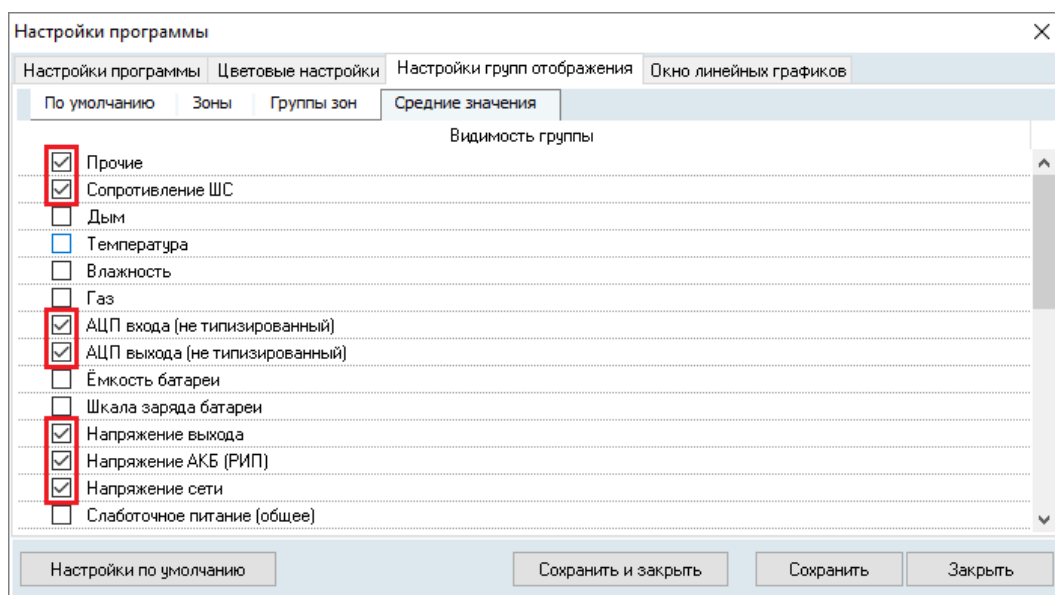 Настройки программы
Настройки программы Цветовые настройки Настройки групп отображения Окно линейных графиков
По умолчанию Зоны Группы зон Средние значения
Видимость группы
Прочие
Сопротивление ШС
Дым
Температура
Влажность
Газ
АЦП входа (не типизированный)
АЦП выхода (не типизированный)
Ёмкость батареи
Шкала заряда батареи
Напряжение выхода
Напряжение АКБ (РИП)
Напряжение сети
Слаботочное питание (общее)
Настройки по умолчанию Сохранить и закрыть Сохранить Закрыть